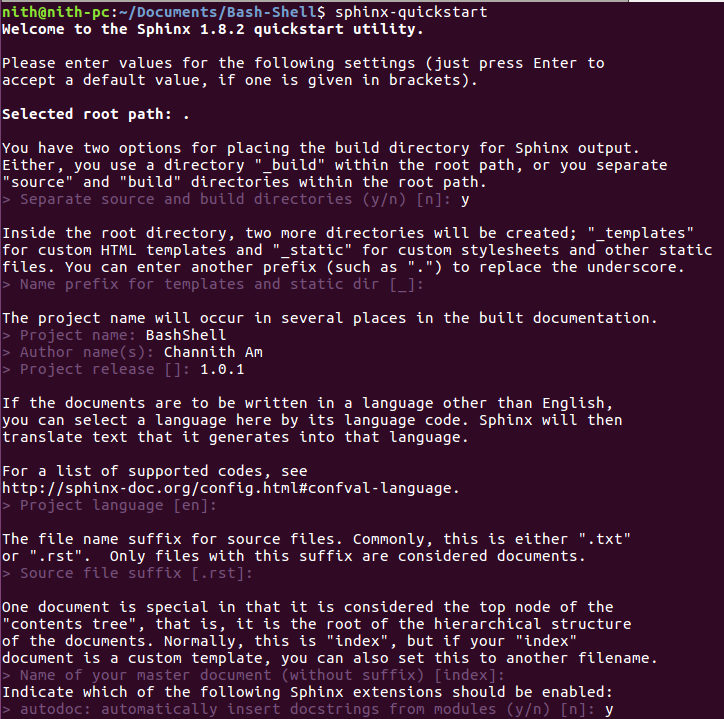 nith@nith-pc:~/Documents/Bash-Shell$ sphinx-quickstart
Welcome to the Sphinx 1.8.2 quickstart utility.
Please enter values for the following settings (just press Enter to
accept a default value, if one is given in brackets).
Selected root path: .
You have two options for placing the build directory for Sphinx output.
Either, you use a directory "_build" within the root path, or you separate
"source" and "build" directories within the root path.
> Separate source and build directories (y/n) [n]: y
Inside the root directory, two more directories will be created; "_templates"
for custom HTML templates and "_static" for custom stylesheets and other static
files. You can enter another prefix (such as ".") to replace the underscore.
> Name prefix for templates and static dir [_]:
The project name will occur in several places in the built documentation.
> Project name: BashShell
> Author name(s): Channith Am
> Project release []: 1.0.1
If the documents are to be written in a language other than English,
you can select a language here by its language code. Sphinx will then
translate text that it generates into that language.
For a list of supported codes, see
http://sphinx-doc.org/config.html#confval-language.
> Project language [en]:
The file name suffix for source files. Commonly, this is either ".txt"
or ".rst".  Only files with this suffix are considered documents.
> Source file suffix [.rst]:
One document is special in that it is considered the top node of the
"contents tree", that is, it is the root of the hierarchical structure
of the documents. Normally, this is "index", but if your "index"
document is a custom template, you can also set this to another filename.
> Name of your master document (without suffix) [index]:
Indicate which of the following Sphinx extensions should be enabled:
> autodoc: automatically insert docstrings from modules (y/n) [n]: y